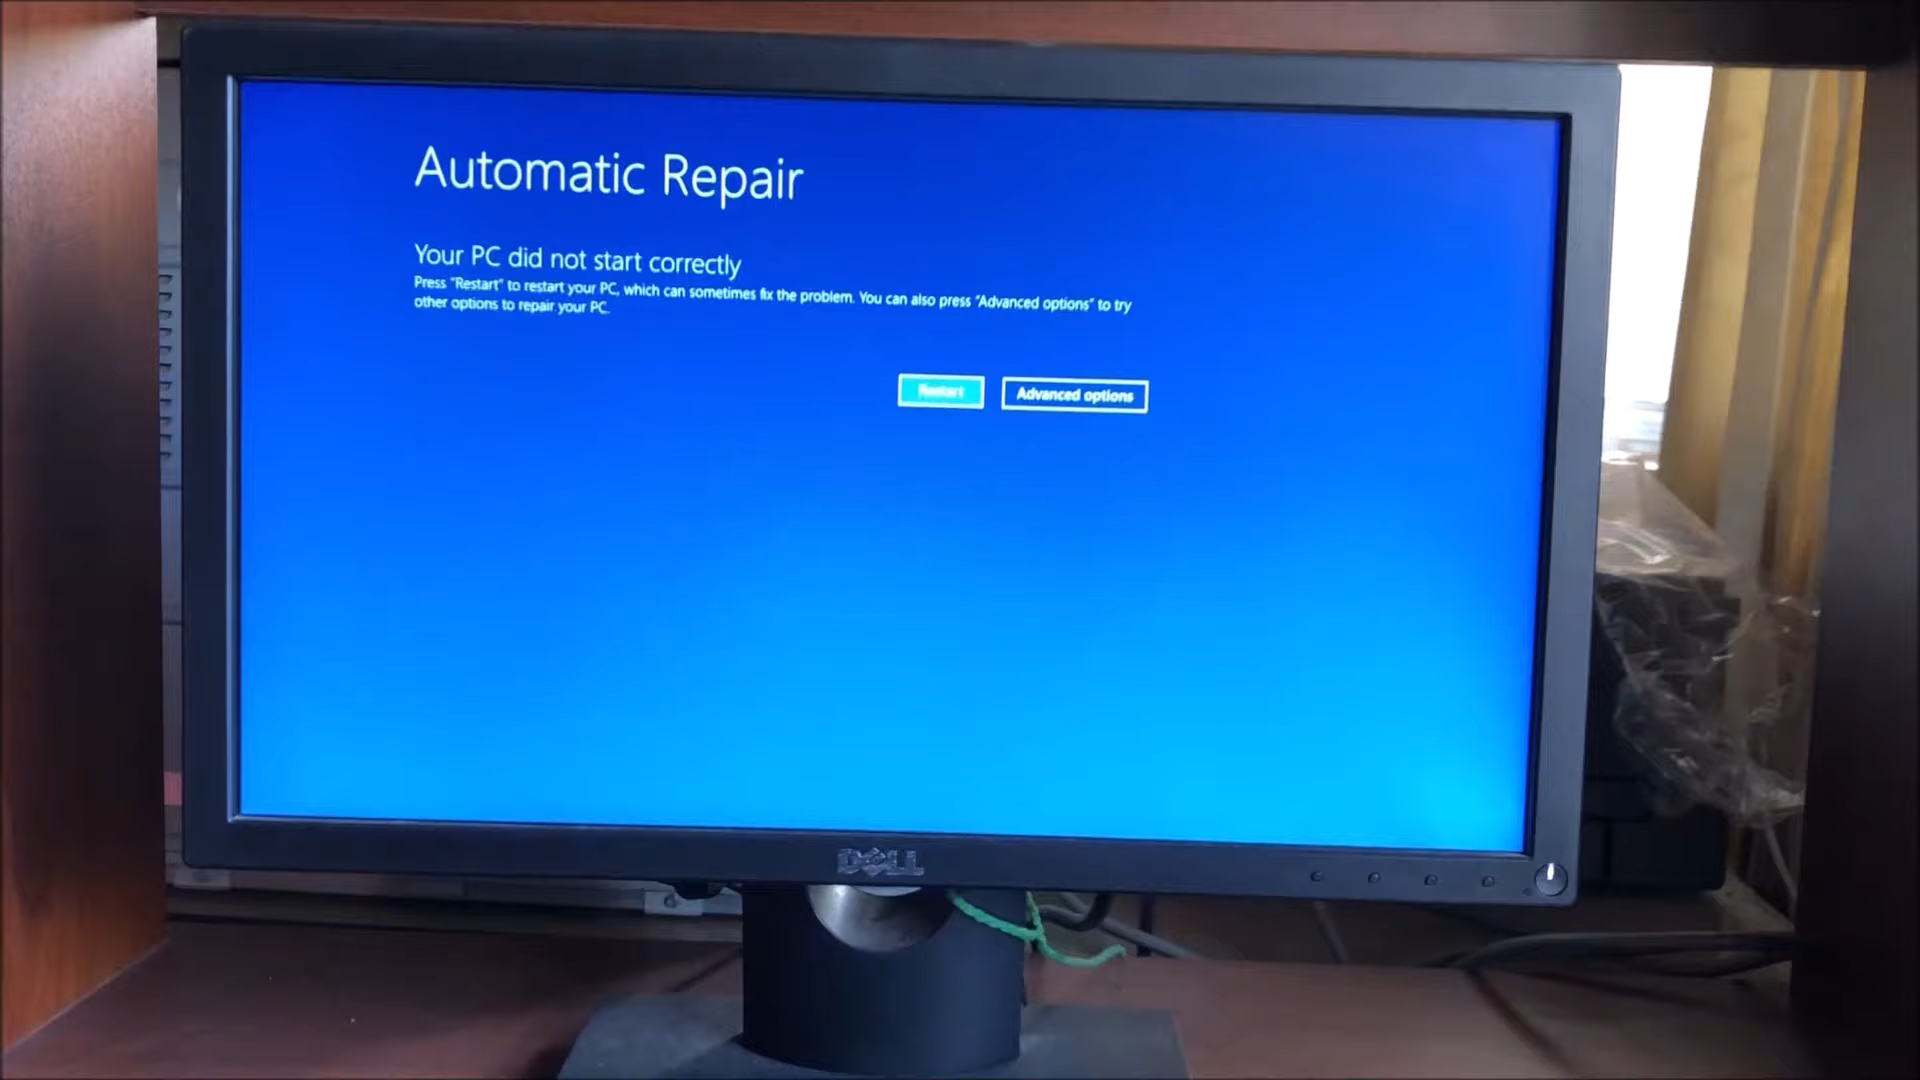 Automatic Repair
Your PC did not start correctly
Press "Restart" to restart your PC, which can sometimes fix the problem. You can also press "Advanced options" to try
other options to repair your PC.
Restart
Advanced options
DELL